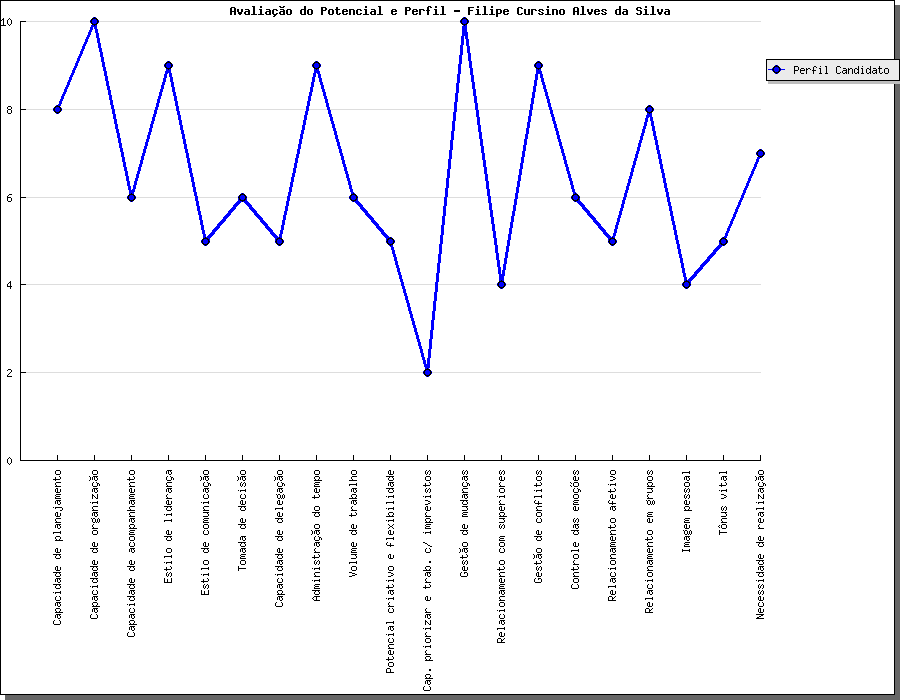 Avaliação do Potencial e Perfil - Filipe Cursino Alves da Silva
10
8
6
4
2
0
Perfil Candidato
Capacidade de planejamento
Capacidade de organização
Capacidade de acompanhamento
Estilo de liderança
Estilo de comunicação
Tomada de decisão
Capacidade de delegação
Administração do tempo
Volume de trabalho
Potencial criativo e flexibilidade
Cap. priorizar e trab. c/ imprevistos
Gestão de mudanças
Relacionamento com superiores
Gestão de conflitos
Controle das emoções
Relacionamento afetivo
Relacionamento em grupos
Imagem pessoal
Tônus vital
Necessidade de realização